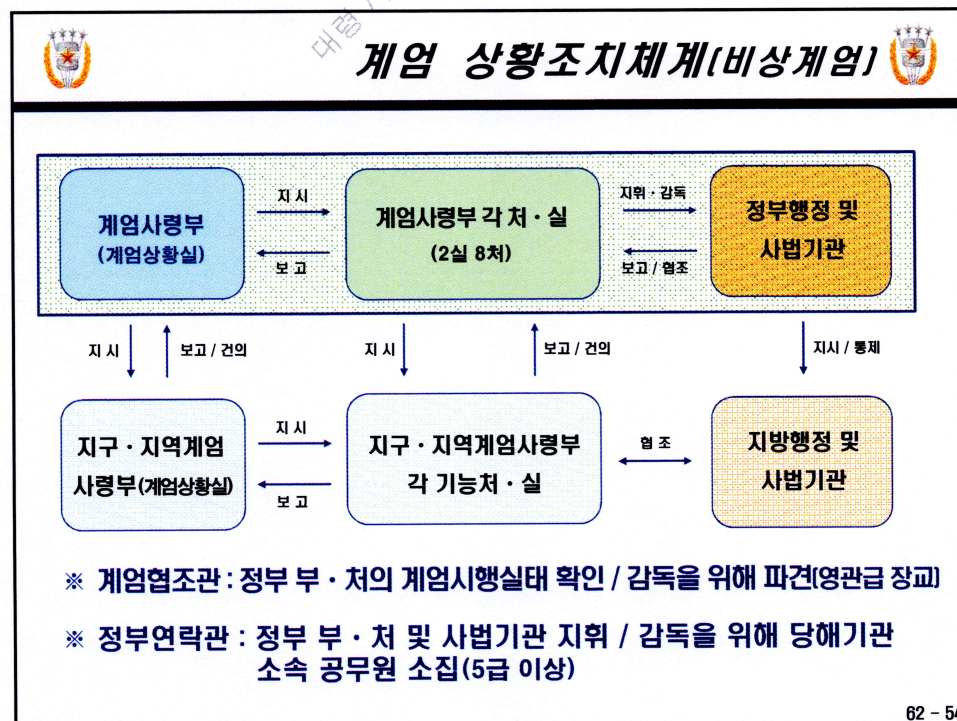 대령
계엄 상황조치체계(비상계엄)
계엄사령부
(계엄상황실)
지 시
보 고
계엄사령부 각 처·실
(2실 8처)
지휘·감독
보고 / 협조
정부행정 및
사법기관
지 시
보고 / 건의
지 시
보고 / 건의
지시 / 통제
지구·지역계엄
사령부(계엄상황실)
지 시
보 고
지구·지역계엄사령부
각 기능처·실
협 조
지방행정 및
사법기관
※ 계엄협조관 : 정부 부·처의 계엄시행실태 확인 / 감독을 위해 파견(영관급 장교)
※ 정부연락관 : 정부 부·처 및 사법기관 지휘 / 감독을 위해 당해기관
소속 공무원 소집(5급 이상)
62 - 54